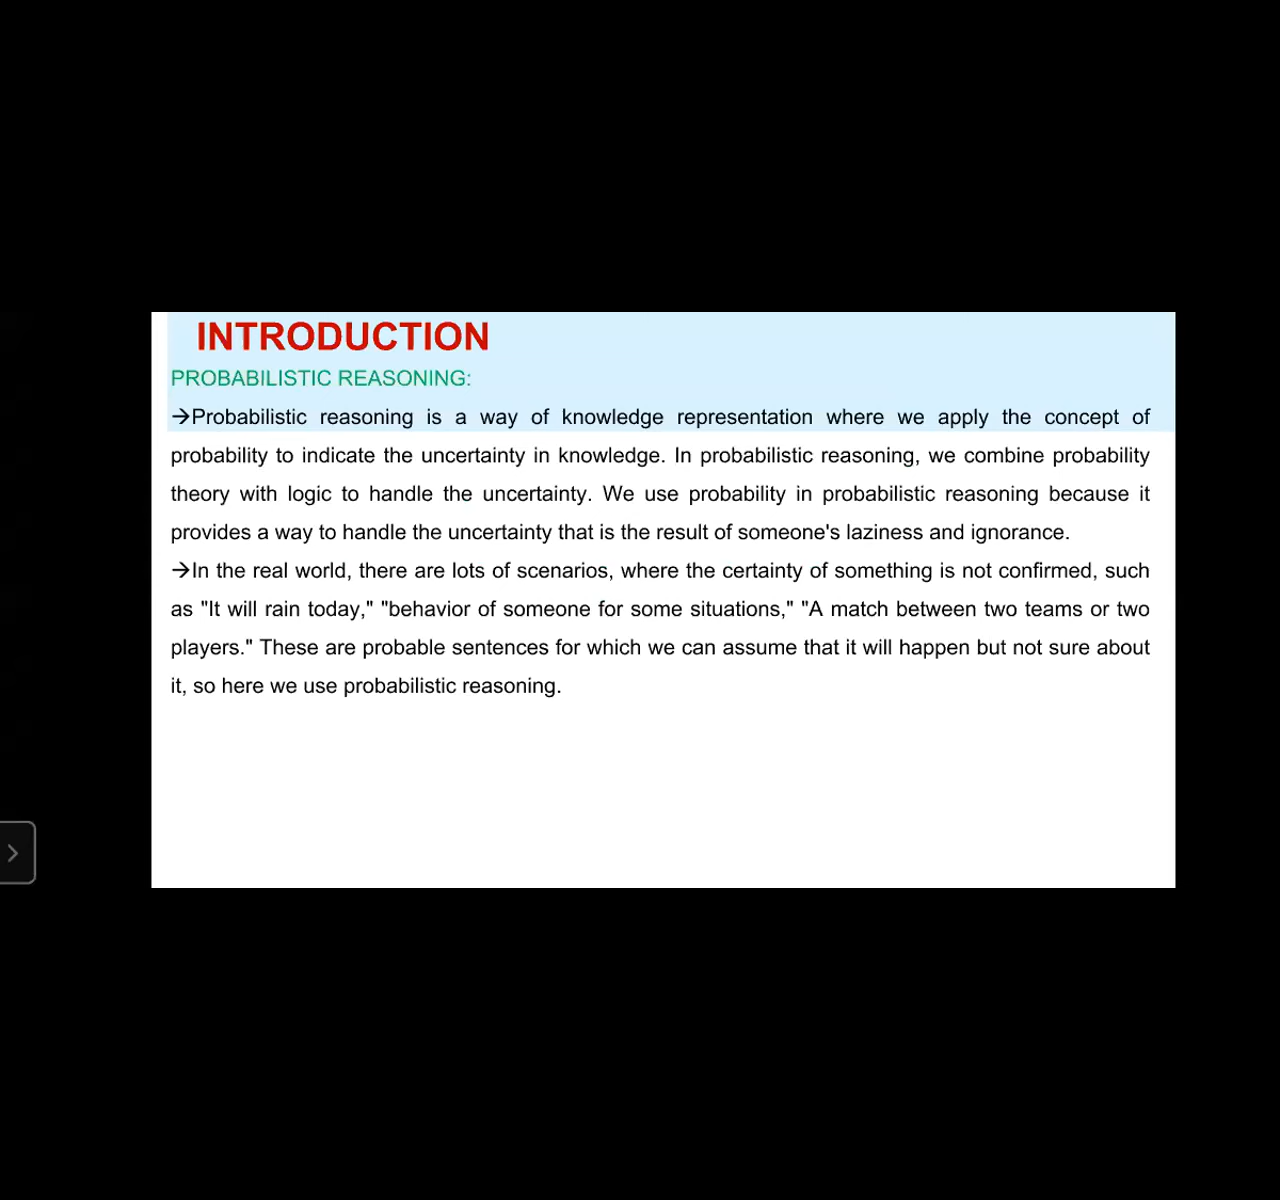 INTRODUCTION
PROBABILISTIC REASONING:
→Probabilistic reasoning is a way of knowledge representation where we apply the concept of
probability to indicate the uncertainty in knowledge. In probabilistic reasoning, we combine probability
theory with logic to handle the uncertainty. We use probability in probabilistic reasoning because it
provides a way to handle the uncertainty that is the result of someone's laziness and ignorance.
→In the real world, there are lots of scenarios, where the certainty of something is not confirmed, such
as "It will rain today," "behavior of someone for some situations," "A match between two teams or two
players." These are probable sentences for which we can assume that it will happen but not sure about
it, so here we use probabilistic reasoning.